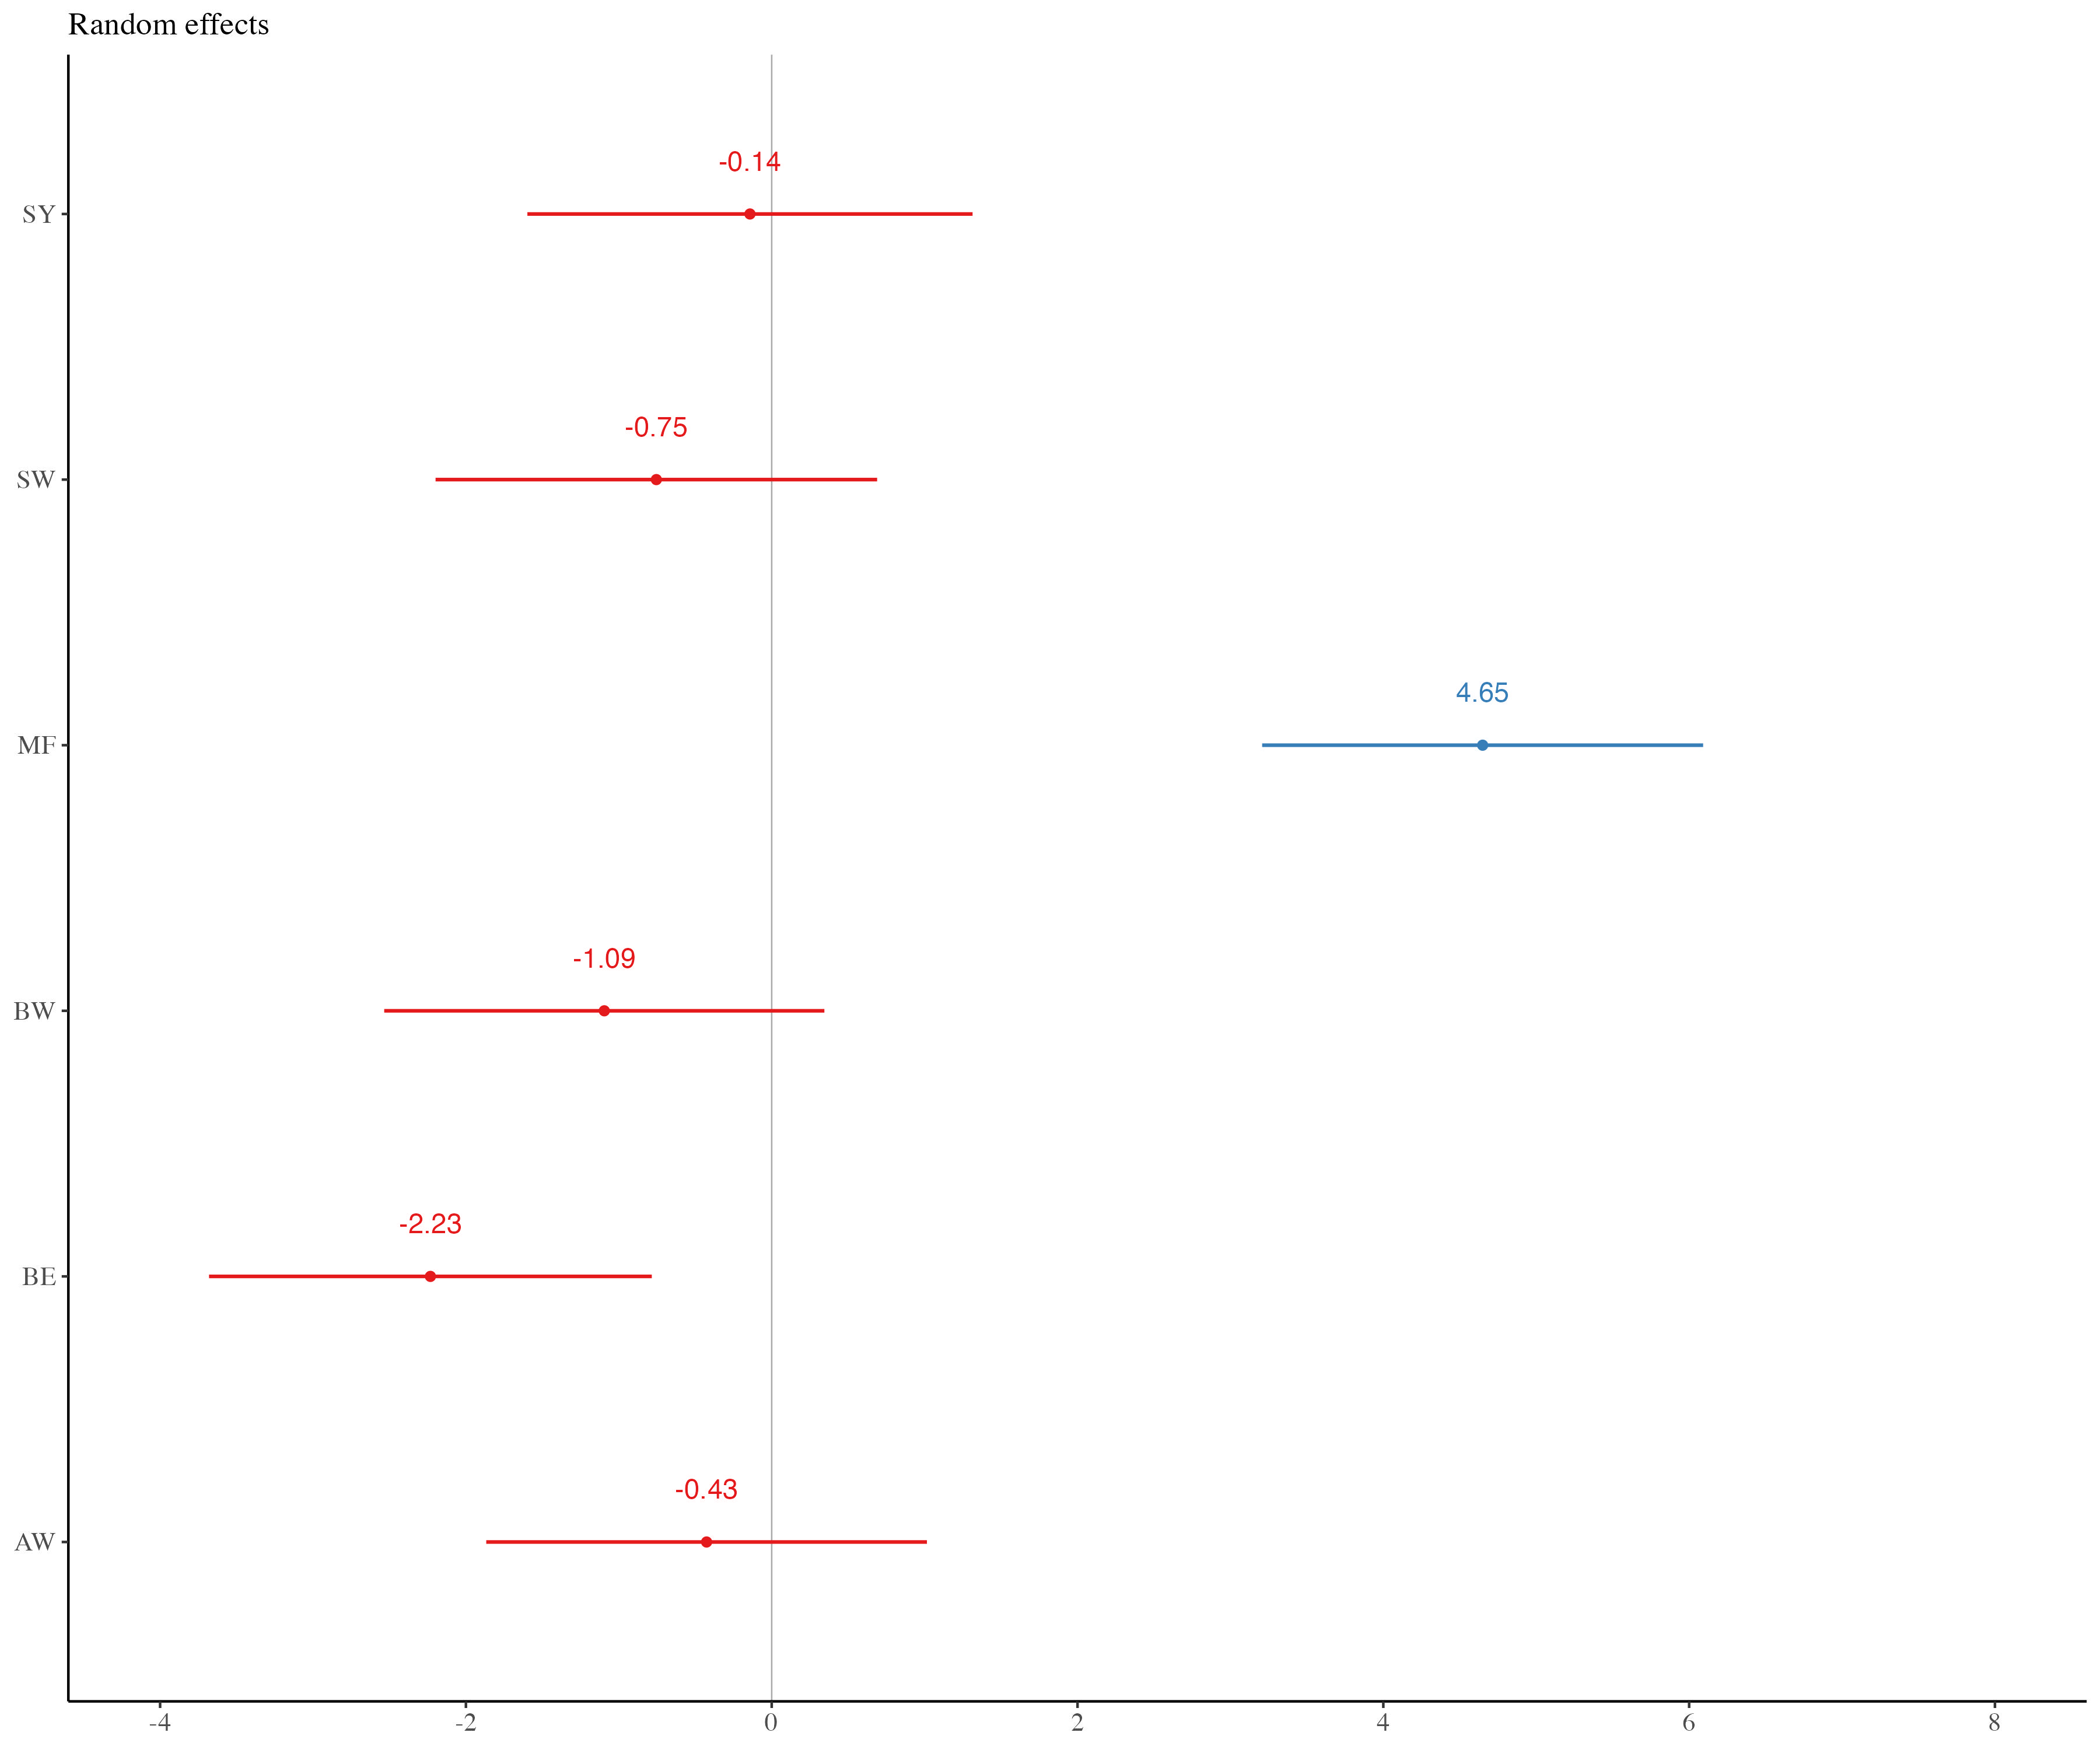 Random effects
-0.14
SY
-0.75
SW
4.65
MF
-1.09
BW
-2.23
BE
-0.43
AW
-4 -2 0 2 4 6 8